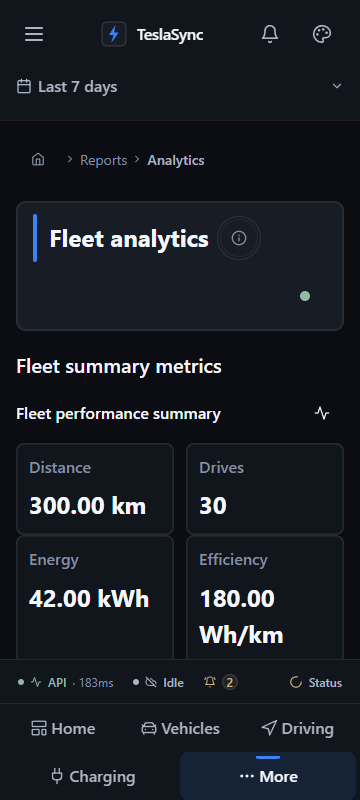 TeslaSync
Last 7 days
Reports > Analytics
Fleet analytics
Fleet summary metrics
Fleet performance summary
Distance
300.00 km
Drives
30
Energy
42.00 kWh
Efficiency
180.00
Wh/km
API · 183ms Idle 2 Status
Home Vehicles Driving
Charging More